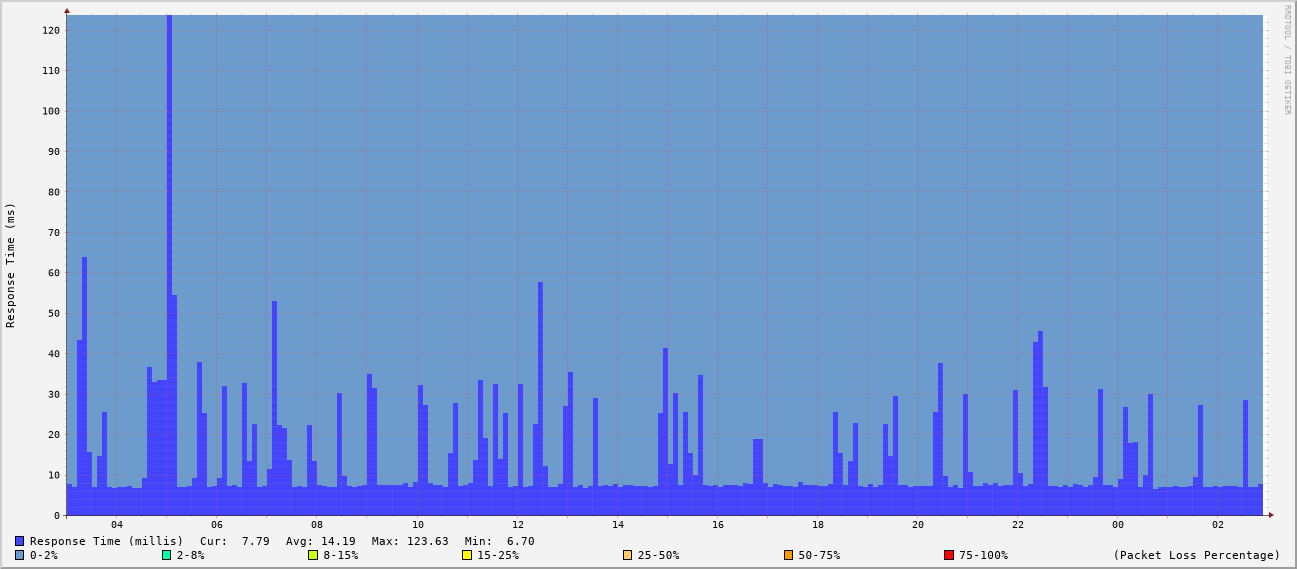 RRDTOOL / TOBI OETIKER
Response Time (ms)
120
110
100
90
80
70
60
50
40
30
20
10
0
04 06 08 10 12 14 16 18 20 22 00 02
Response Time (millis) Cur: 7.79 Avg: 14.19 Max: 123.63 Min: 6.70
0-2% 2-8% 8-15% 15-25% 25-50% 50-75% 75-100% (Packet Loss Percentage)